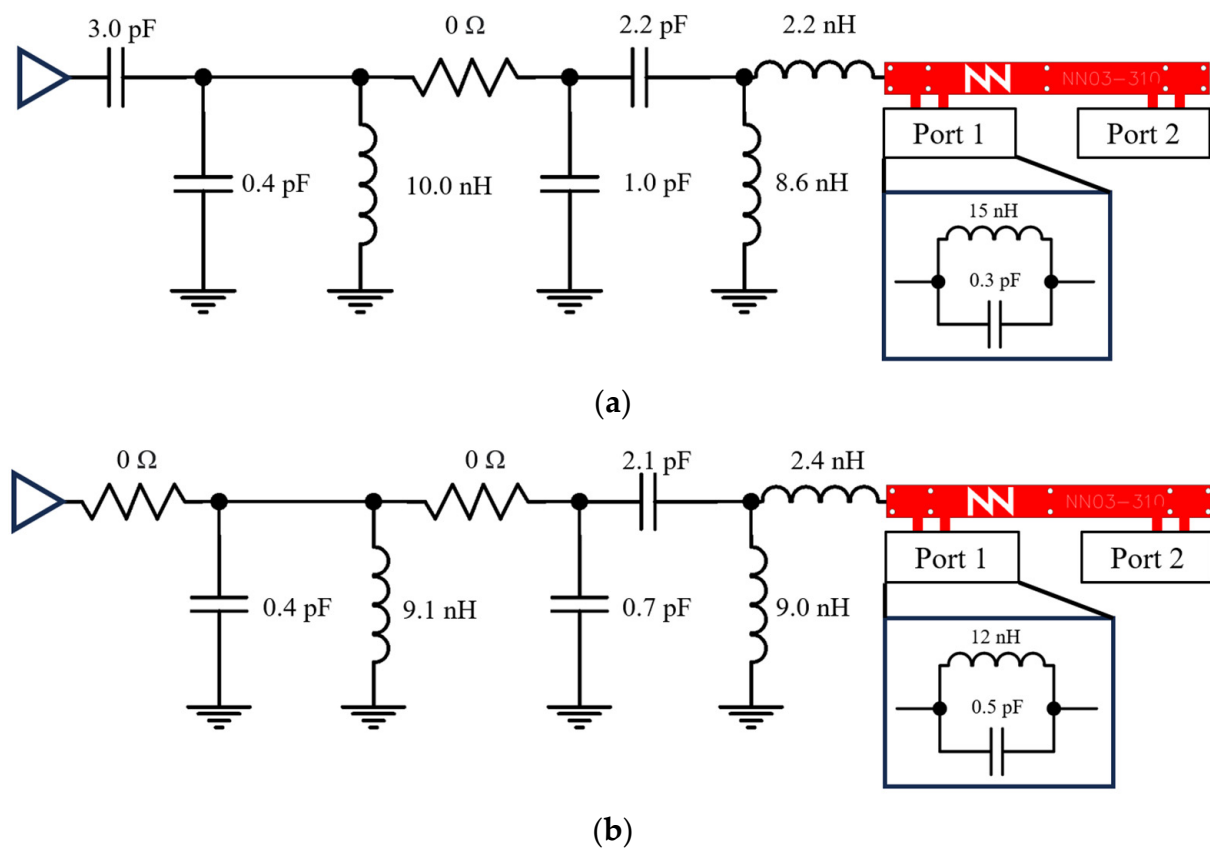 3.0 pF 0 Ω 2.2 pF 2.2 nH
NN03-310
Port 1 Port 2
0.4 pF 10.0 nH 1.0 pF 8.6 nH
15 nH
0.3 pF
(a)
0 Ω 0 Ω 2.1 pF 2.4 nH
NN03-310
Port 1 Port 2
0.4 pF 9.1 nH 0.7 pF 9.0 nH
12 nH
0.5 pF
(b)